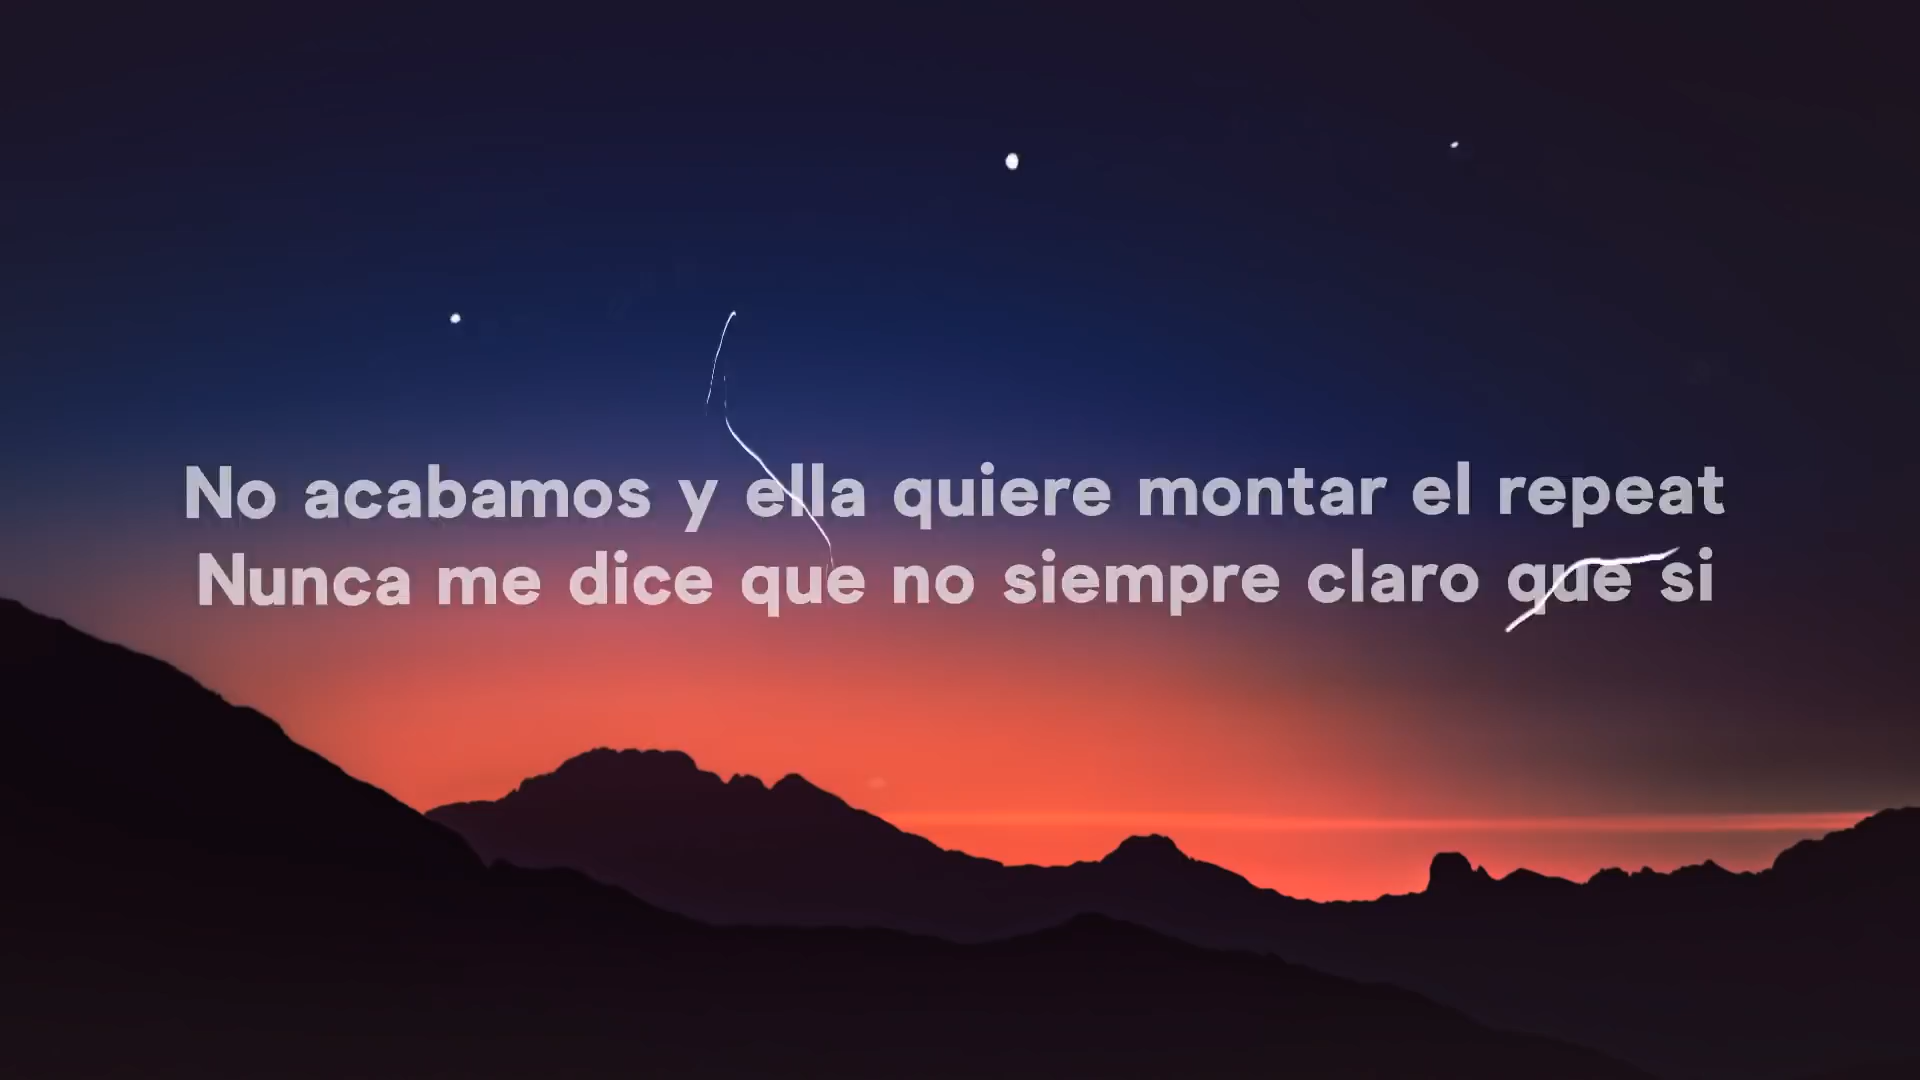 No acabamos y ella quiere montar el repeat
Nunca me dice que no siempre claro que si